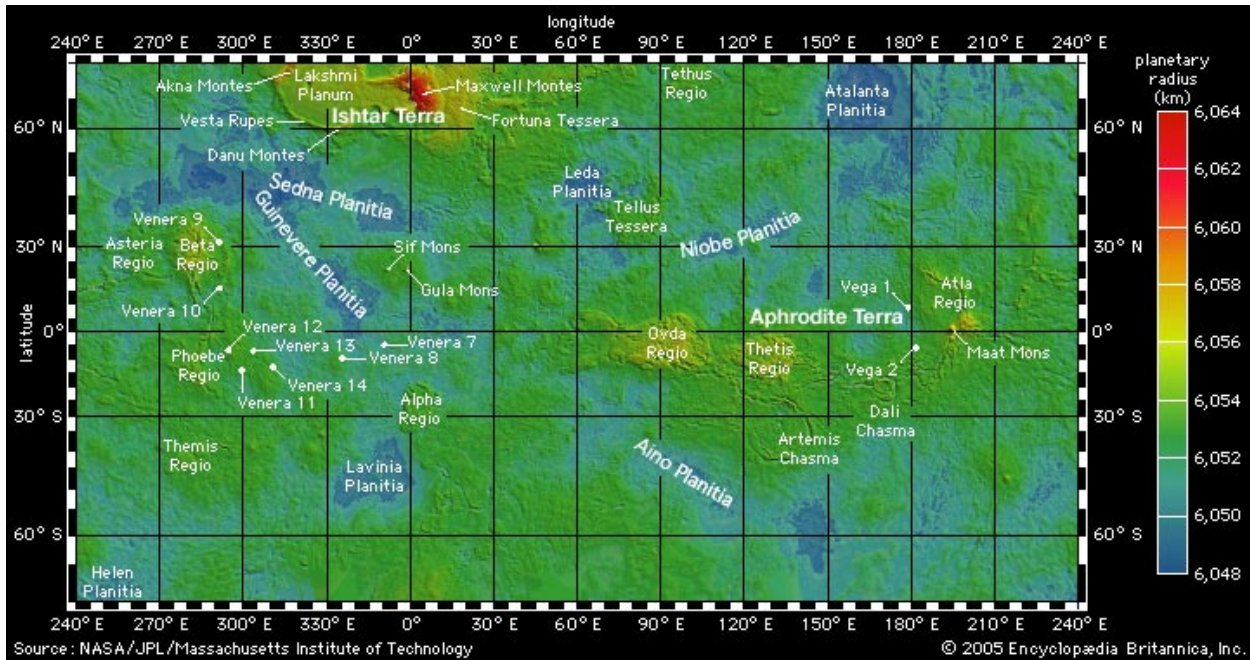 longitude
240° E 270° E 300° E 330° E 0° E 30° E 60° E 90° E 120° E 150° E 180° E 210° E 240° E
planetary
radius
(km)
Akna Montes
Lakshmi
Planum
Maxwell Montes
Tethus
Regio
Atalanta
Planitia
Vesta Rupes
Ishtar Terra
Fortuna Tessera
60° N
60° N
Danu Montes
Sedna Planitia
Leda
Planitia
Guinevere Planitia
Tellus
Tessera
Niobe Planitia
Venera 9
Asteria
Regio
Beta
Regio
Sif Mons
30° N
30° N
Gula Mons
Venera 10
Vega 1
Atla
Regio
Aphrodite Terra
latitude
0°
0°
Venera 12
Venera 13
Venera 7
Venera 8
Phoebe
Regio
Venera 14
Venera 11
Ovda
Regio
Thetis
Regio
Maat Mons
Vega 2
Alpha
Regio
30° S
30° S
Dali
Chasma
Themis
Regio
Artemis
Chasma
Lavinia
Planitia
Aino Planitia
60° S
60° S
Helen
Planitia
6,064
6,062
6,060
6,058
6,056
6,054
6,052
6,050
6,048
240° E 270° E 300° E 330° E 0° E 30° E 60° E 90° E 120° E 150° E 180° E 210° E 240° E
Source: NASA/JPL/Massachusetts Institute of Technology
© 2005 Encyclopædia Britannica, Inc.